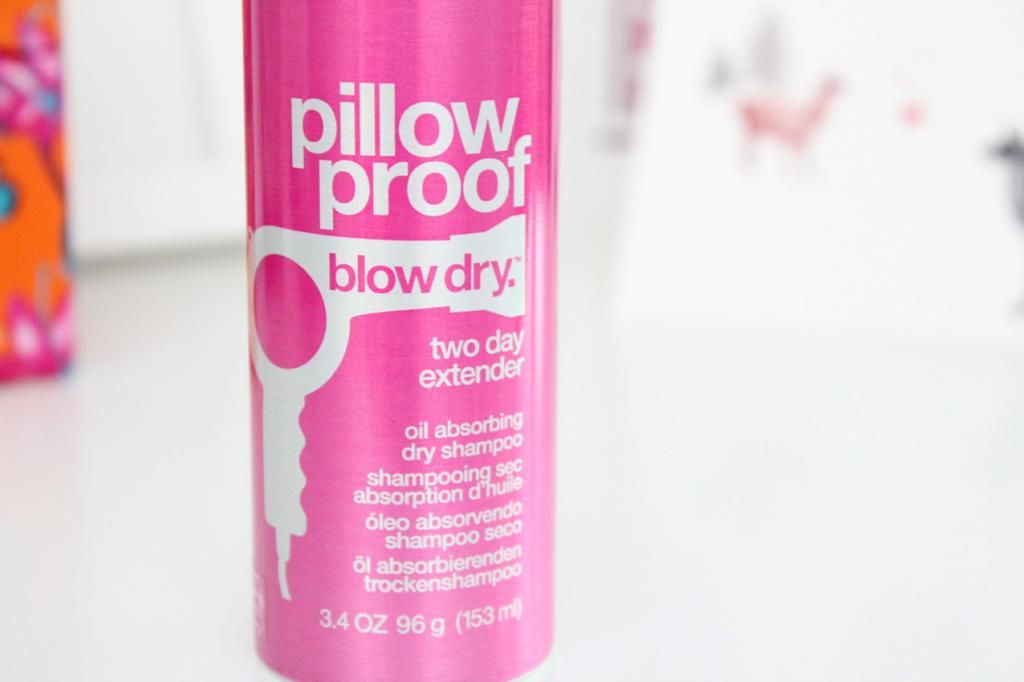 pillow
proof
blow dry.™
two day
extender
oil absorbing
dry shampoo
shampooing sec
absorption d'huile
óleo absorvendo
shampoo seco
öl absorbierenden
trockenshampoo
3.4 OZ 96 g (153 ml)